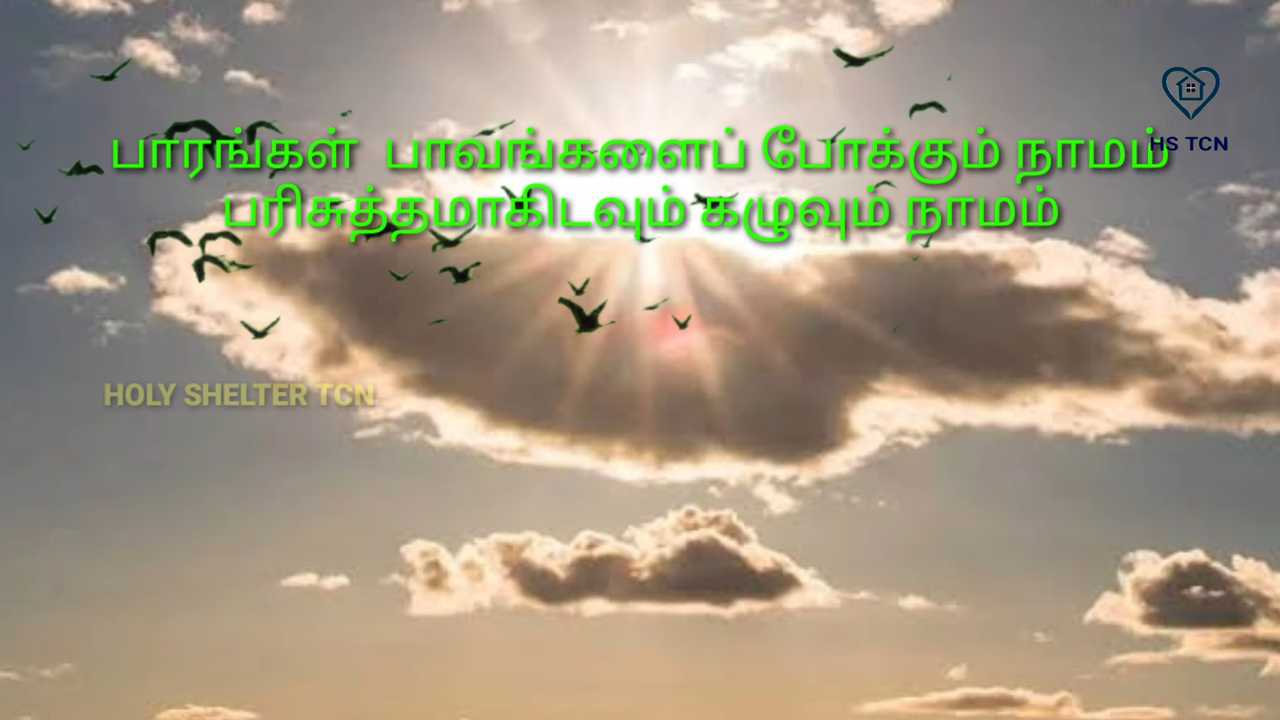 HS TCN
பாரங்கள் பாவங்களைப் போக்கும் நாமம்
பரிசுத்தமாகிடவும் கழுவும் நாமம்
HOLY SHELTER TCN